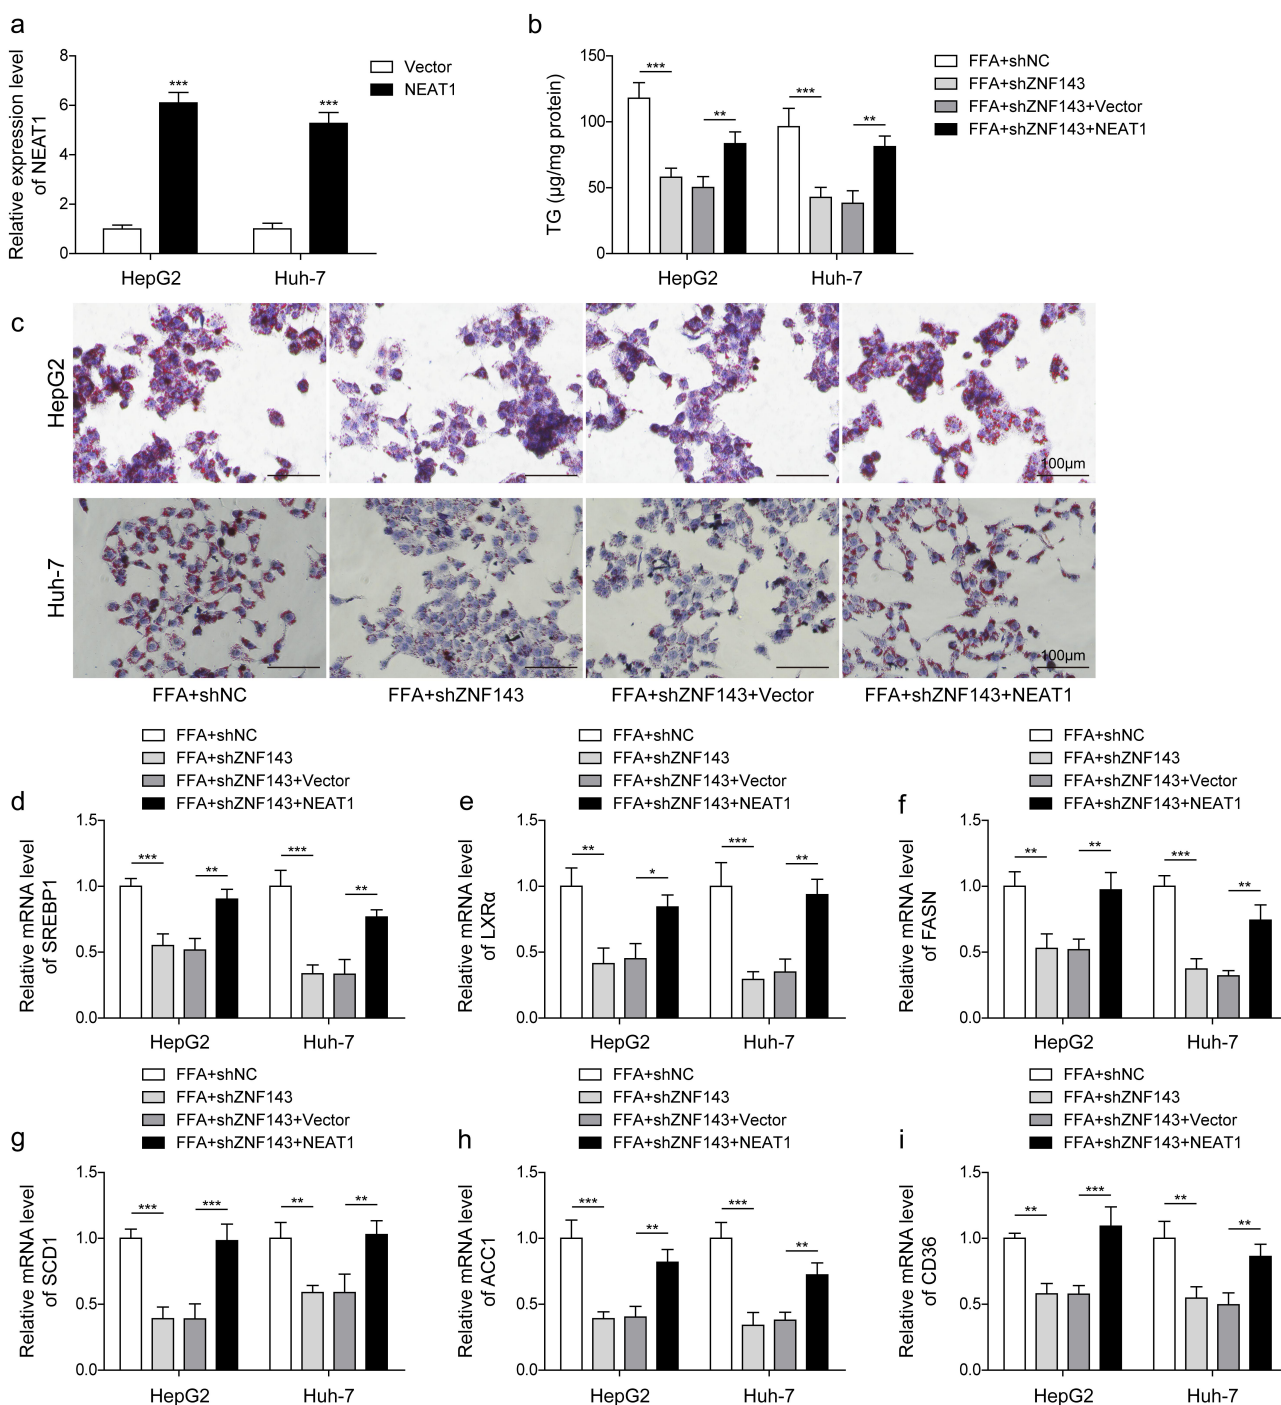 a
Relative expression level
of NEAT1
8
6
4
2
0
***
***
HepG2
Huh-7
Vector
NEAT1
b
TG (μg/mg protein)
150
100
50
0
***
**
***
**
HepG2
Huh-7
FFA+shNC
FFA+shZNF143
FFA+shZNF143+Vector
FFA+shZNF143+NEAT1
c
HepG2
100μm
Huh-7
100μm
FFA+shNC
FFA+shZNF143
FFA+shZNF143+Vector
FFA+shZNF143+NEAT1
d
FFA+shNC
FFA+shZNF143
FFA+shZNF143+Vector
FFA+shZNF143+NEAT1
Relative mRNA level
of SREBP1
1.5
1.0
0.5
0.0
***
**
***
**
HepG2
Huh-7
e
FFA+shNC
FFA+shZNF143
FFA+shZNF143+Vector
FFA+shZNF143+NEAT1
Relative mRNA level
of LXRα
1.5
1.0
0.5
0.0
**
*
***
**
HepG2
Huh-7
f
FFA+shNC
FFA+shZNF143
FFA+shZNF143+Vector
FFA+shZNF143+NEAT1
Relative mRNA level
of FASN
1.5
1.0
0.5
0.0
**
**
***
**
HepG2
Huh-7
g
FFA+shNC
FFA+shZNF143
FFA+shZNF143+Vector
FFA+shZNF143+NEAT1
Relative mRNA level
of SCD1
1.5
1.0
0.5
0.0
***
***
**
**
HepG2
Huh-7
h
FFA+shNC
FFA+shZNF143
FFA+shZNF143+Vector
FFA+shZNF143+NEAT1
Relative mRNA level
of ACC1
1.5
1.0
0.5
0.0
***
**
***
**
HepG2
Huh-7
i
FFA+shNC
FFA+shZNF143
FFA+shZNF143+Vector
FFA+shZNF143+NEAT1
Relative mRNA level
of CD36
1.5
1.0
0.5
0.0
**
***
**
**
HepG2
Huh-7